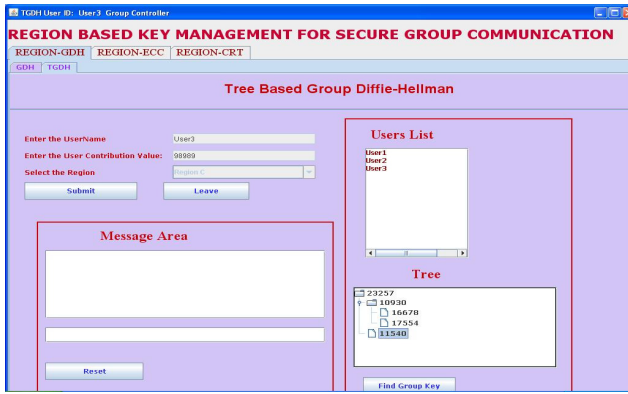 TGDH User ID: User3 Group Controller
REGION BASED KEY MANAGEMENT FOR SECURE GROUP COMMUNICATION
REGION-GDH REGION-ECC REGION-CRT
GDH TGDH
Tree Based Group Diffie-Hellman
Enter the UserName User3
Enter the User Contribution Value: 98989
Select the Region Region C
Submit Leave
Message Area
Reset
Users List
User1
User2
User3
Tree
23257
10930
16678
17554
11540
Find Group Key